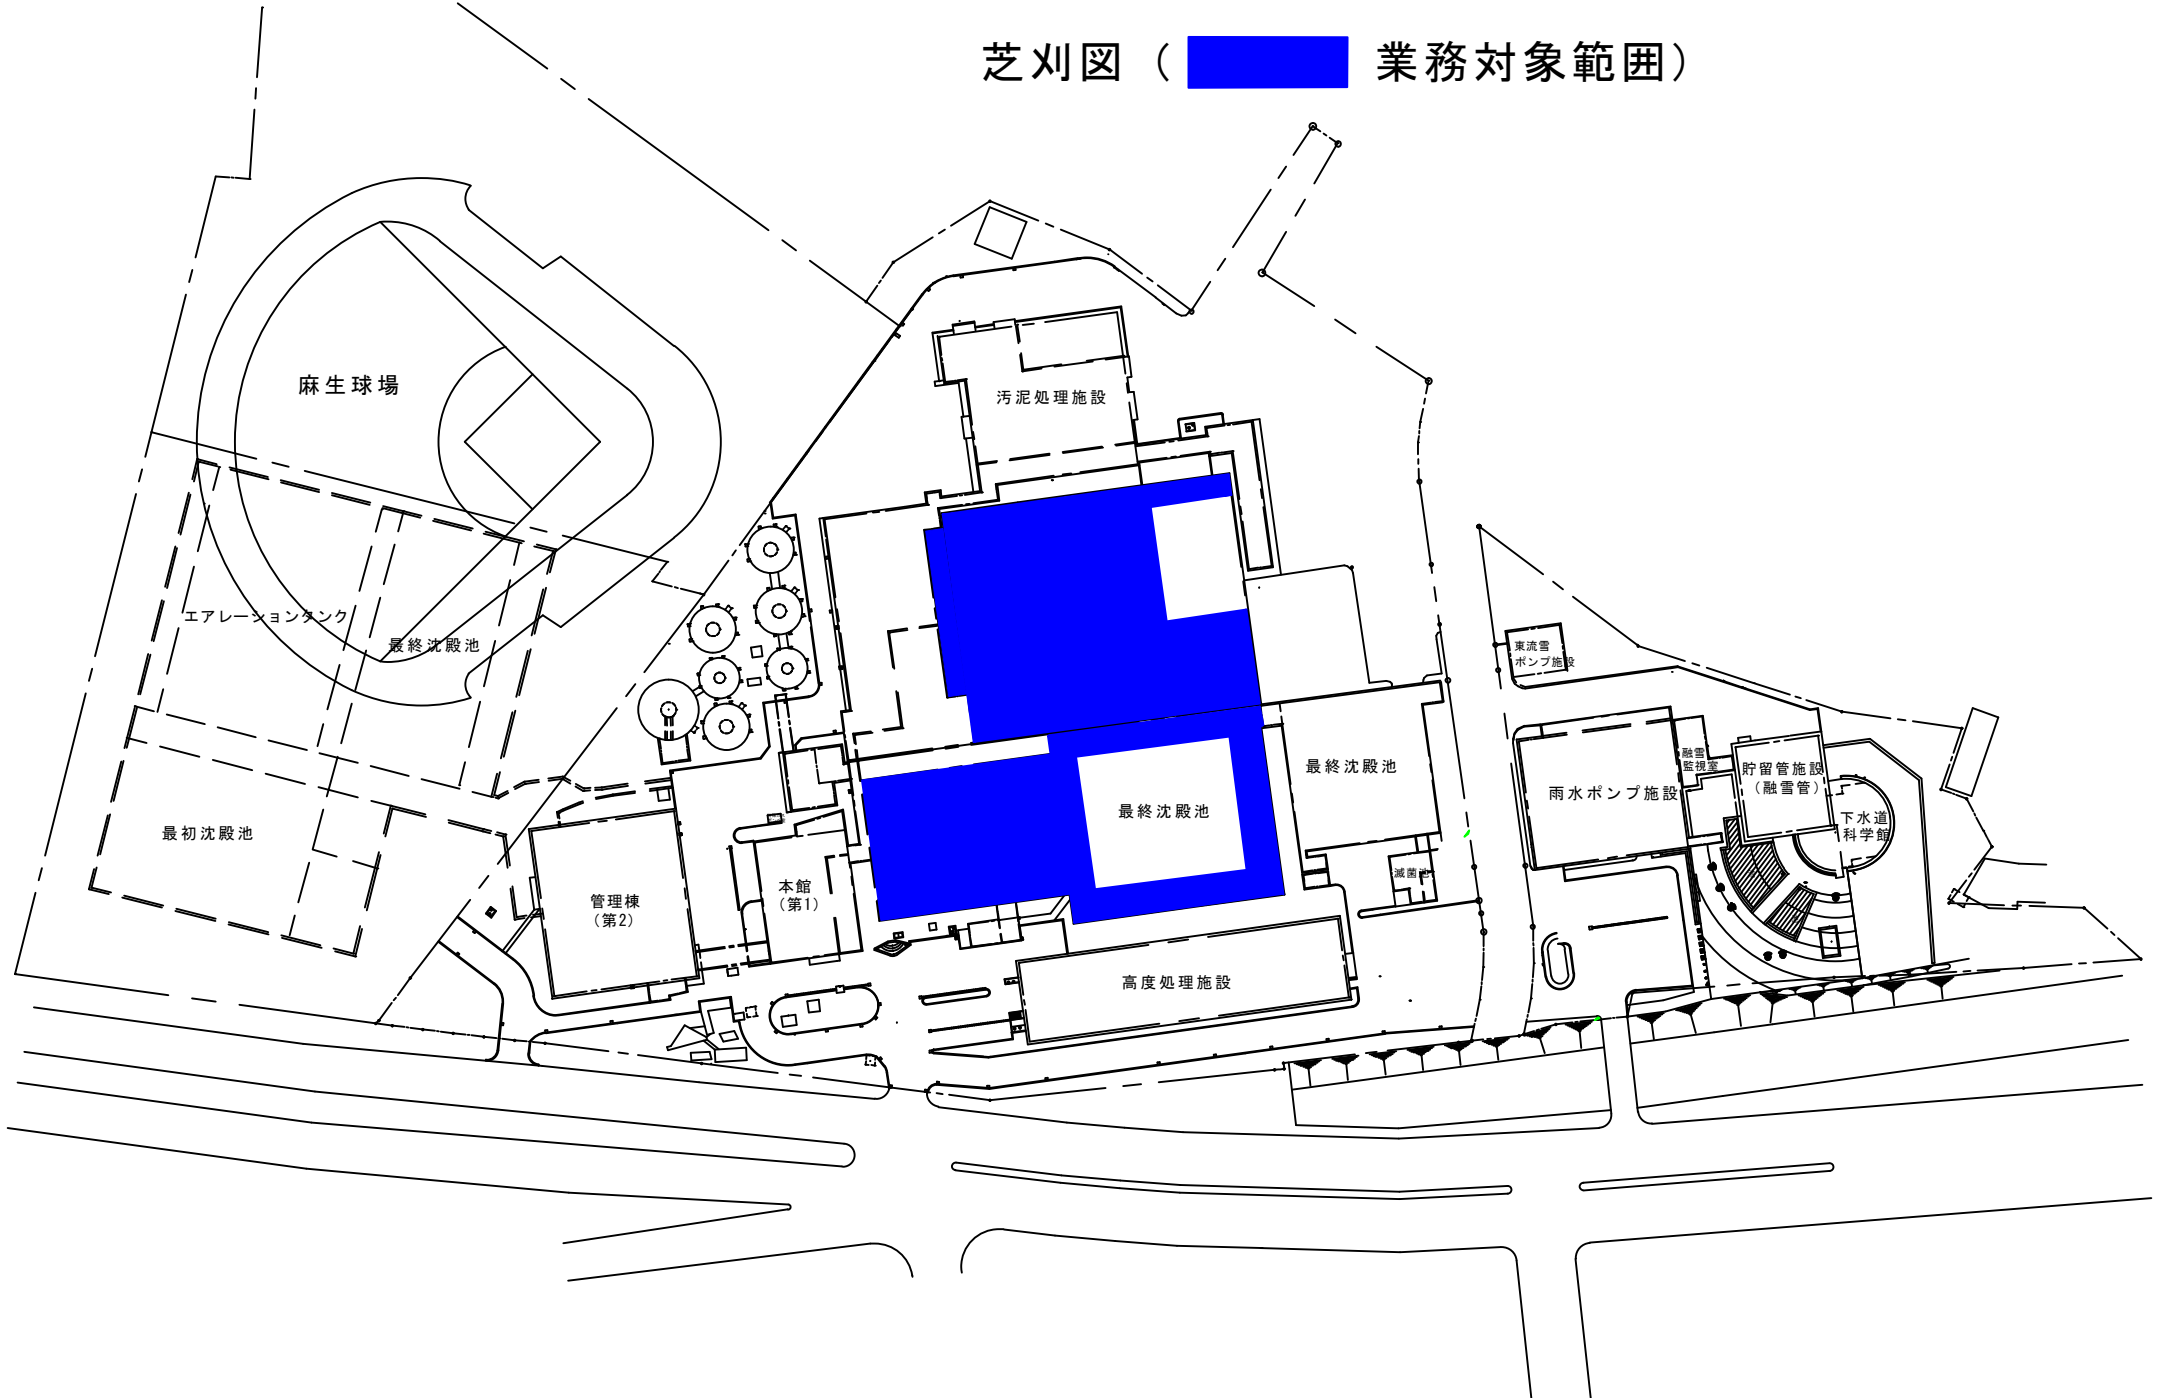 芝刈図（ 業務対象範囲）
麻生球場
汚泥処理施設
エアレーションタンク
最終沈殿池
東流雪
ポンプ施設
最終沈殿池
融雪
監視室
貯留管施設
（融雪管）
雨水ポンプ施設
最終沈殿池
下水道
科学館
最初沈殿池
滅菌池
本館
（第1）
管理棟
（第2）
高度処理施設